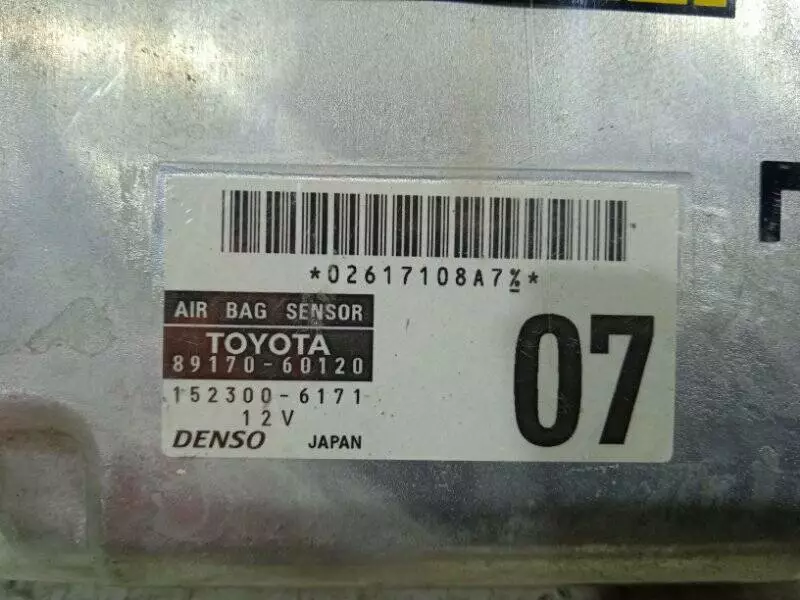 *02617108A7%*
AIR BAG SENSOR
TOYOTA
89170-60120
152300-6171
12V
DENSO JAPAN
07